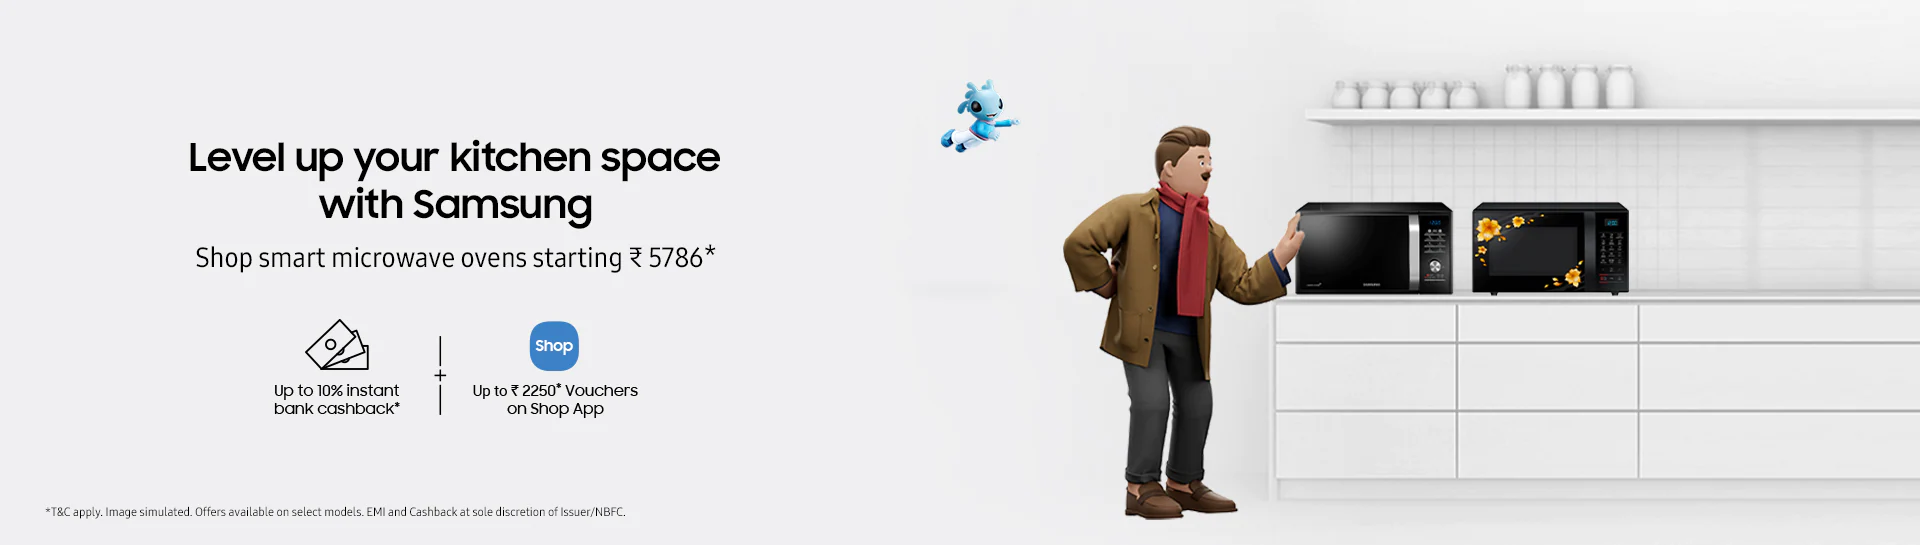 Level up your kitchen space
with Samsung
Shop smart microwave ovens starting ₹ 5786*
Shop
Up to 10% instant
bank cashback*
+
Up to ₹ 2250* Vouchers
on Shop App
*T&C apply. Image simulated. Offers available on select models. EMI and Cashback at sole discretion of Issuer/NBFC.
SAMSUNG